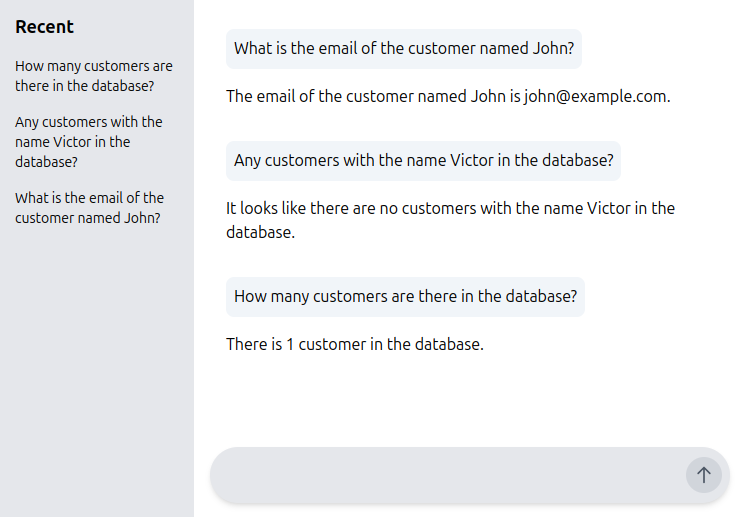 Recent
How many customers are
there in the database?
Any customers with the
name Victor in the
database?
What is the email of the
customer named John?
What is the email of the customer named John?
The email of the customer named John is john@example.com.
Any customers with the name Victor in the database?
It looks like there are no customers with the name Victor in the
database.
How many customers are there in the database?
There is 1 customer in the database.